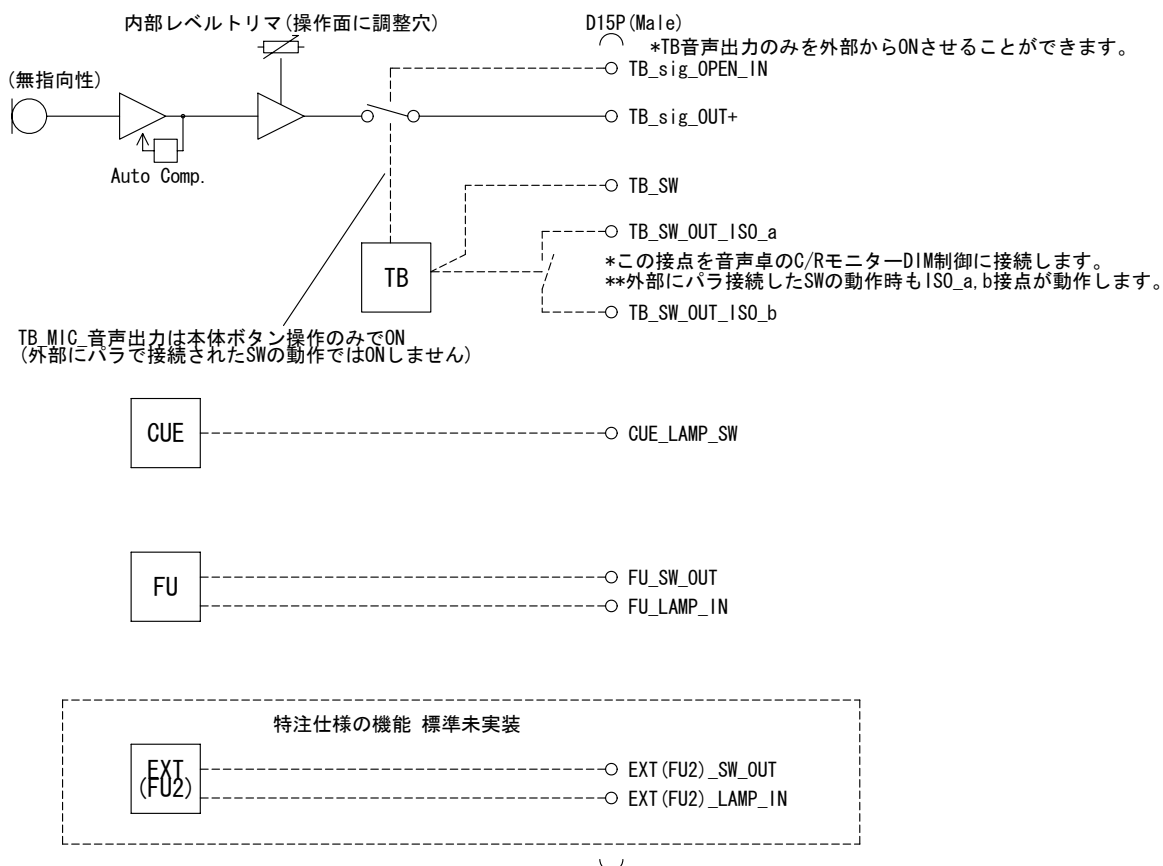 内部レベルトリマ(操作面に調整穴)
D15P(Male)
*TB音声出力のみを外部からONさせることができます。
TB_sig_OPEN_IN
(無指向性)
TB_sig_OUT+
Auto Comp.
TB_SW
TB_SW_OUT_ISO_a
TB
*この接点を音声卓のC/RモニターDIM制御に接続します。
**外部にパラ接続したSWの動作時もISO_a,b接点が動作します。
TB_SW_OUT_ISO_b
TB_MIC_音声出力は本体ボタン操作のみでON
(外部にパラで接続されたSWの動作ではONしません)
CUE
CUE_LAMP_SW
FU
FU_SW_OUT
FU_LAMP_IN
特注仕様の機能 標準未実装
EXT
(FU2)
EXT(FU2)_SW_OUT
EXT(FU2)_LAMP_IN